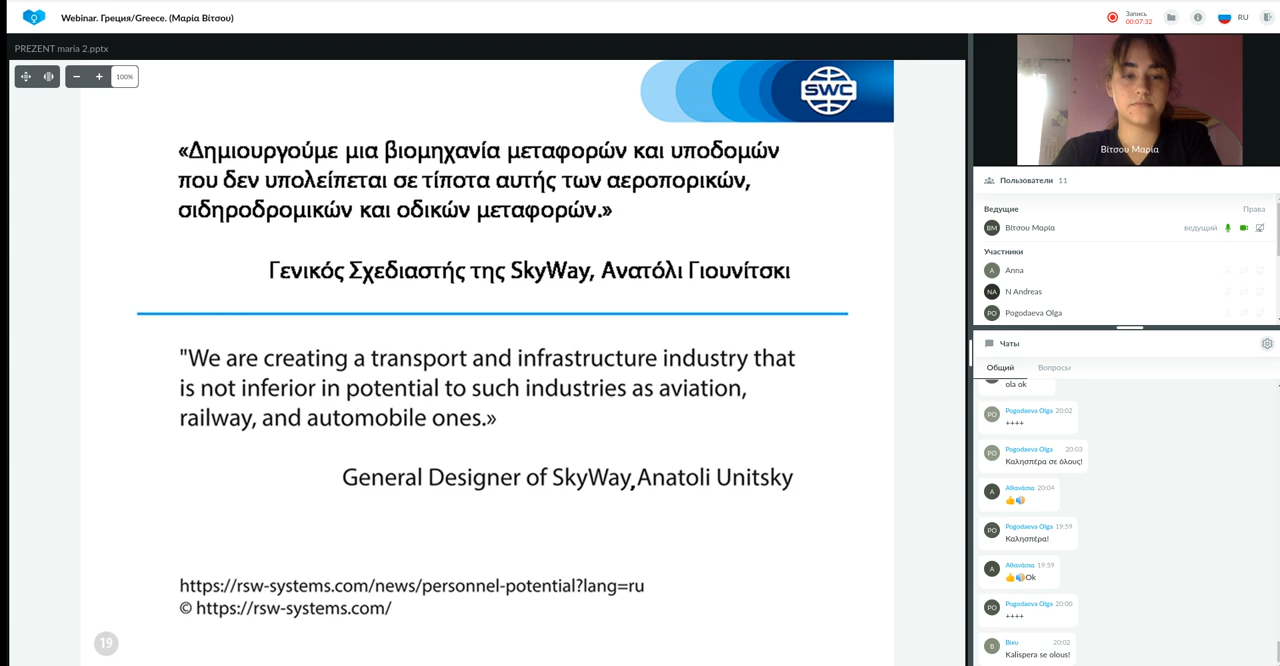 Webinar. Греция/Greece. (Μαρία Βίτσου)
Запись
00:07:32
RU
PREZENT maria 2.pptx
100%
SWC
«Δημιουργούμε μια βιομηχανία μεταφορών και υποδομών
που δεν υπολείπεται σε τίποτα αυτής των αεροπορικών,
σιδηροδρομικών και οδικών μεταφορών.»
Γενικός Σχεδιαστής της SkyWay, Ανατόλι Γιουνίτσκι
"We are creating a transport and infrastructure industry that
is not inferior in potential to such industries as aviation,
railway, and automobile ones.»
General Designer of SkyWay,Anatoli Unitsky
https://rsw-systems.com/news/personnel-potential?lang=ru
© https://rsw-systems.com/
19
Βίτσου Μαρία
Пользователи 11
Ведущие Права
ΒΜ Βίτσου Μαρία ведущий
Участники
A Anna
NA N Andreas
PO Pogodaeva Olga
Чаты
Общий Вопросы
ola ok
PO Pogodaeva Olga 20:02
++++
PO Pogodaeva Olga 20:03
Καλησπέρα σε όλους!
Α Αθανάσια 20:04
👍
PO Pogodaeva Olga 19:59
Καλησπέρα!
Α Αθανάσια 19:59
👍Ok
PO Pogodaeva Olga 20:00
++++
B Bixu 20:02
Kalispera se olous!